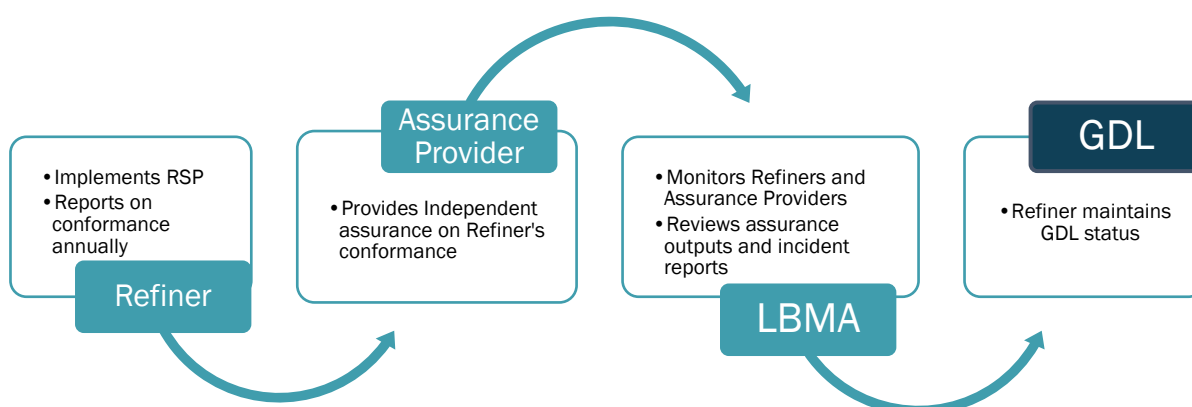 • Implements RSP
• Reports on
conformance
annually
Refiner
Assurance
Provider
• Provides Independent
assurance on Refiner's
conformance
• Monitors Refiners and
Assurance Providers
• Reviews assurance
outputs and incident
reports
LBMA
GDL
• Refiner maintains
GDL status